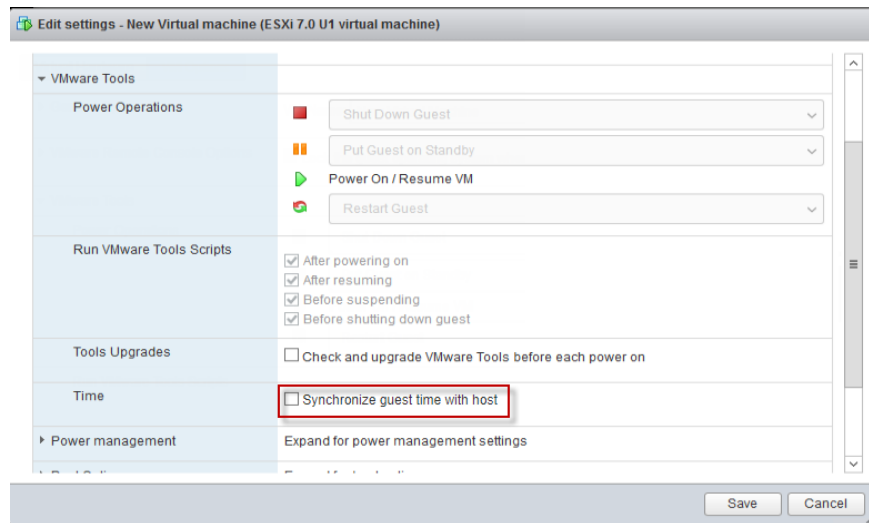 Edit settings - New Virtual machine (ESXi 7.0 U1 virtual machine)
VMware Tools
Power Operations
Shut Down Guest
Put Guest on Standby
Power On / Resume VM
Restart Guest
Run VMware Tools Scripts
After powering on
After resuming
Before suspending
Before shutting down guest
Tools Upgrades
Check and upgrade VMware Tools before each power on
Time
Synchronize guest time with host
Power management
Expand for power management settings
Save
Cancel